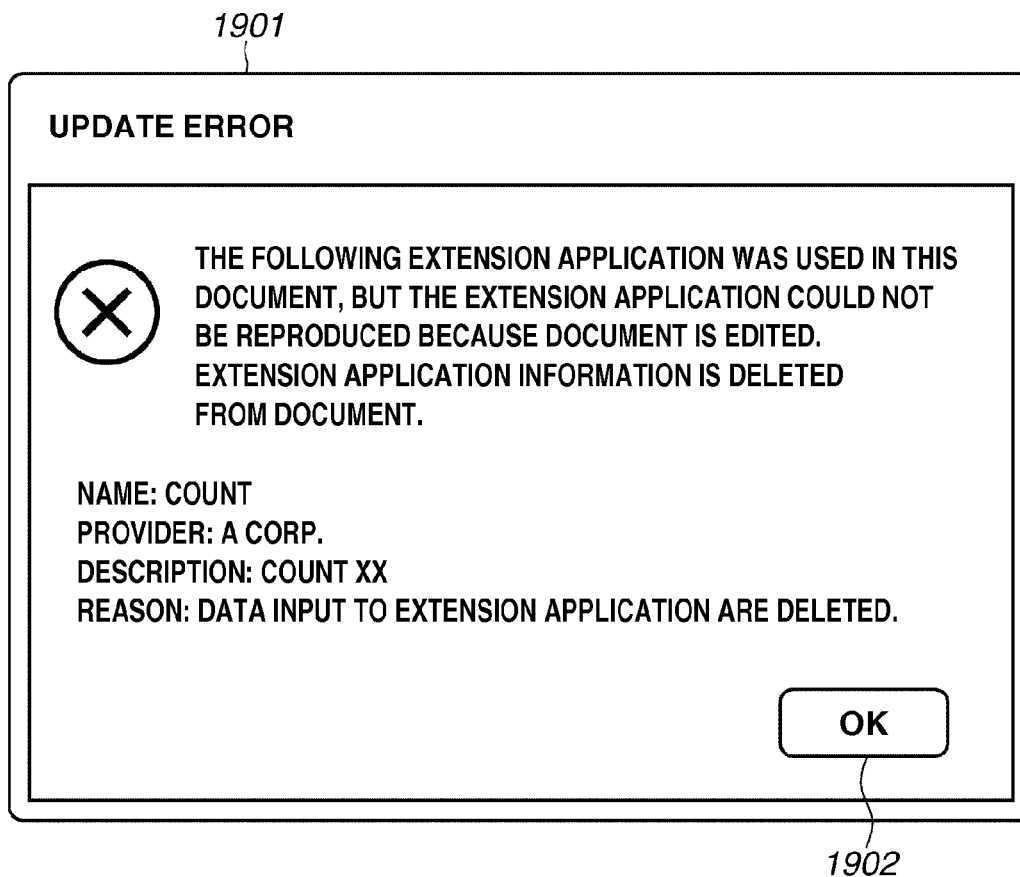 1901
UPDATE ERROR
THE FOLLOWING EXTENSION APPLICATION WAS USED IN THIS
DOCUMENT, BUT THE EXTENSION APPLICATION COULD NOT
BE REPRODUCED BECAUSE DOCUMENT IS EDITED.
EXTENSION APPLICATION INFORMATION IS DELETED
FROM DOCUMENT.
NAME: COUNT
PROVIDER: A CORP.
DESCRIPTION: COUNT XX
REASON: DATA INPUT TO EXTENSION APPLICATION ARE DELETED.
OK
1902